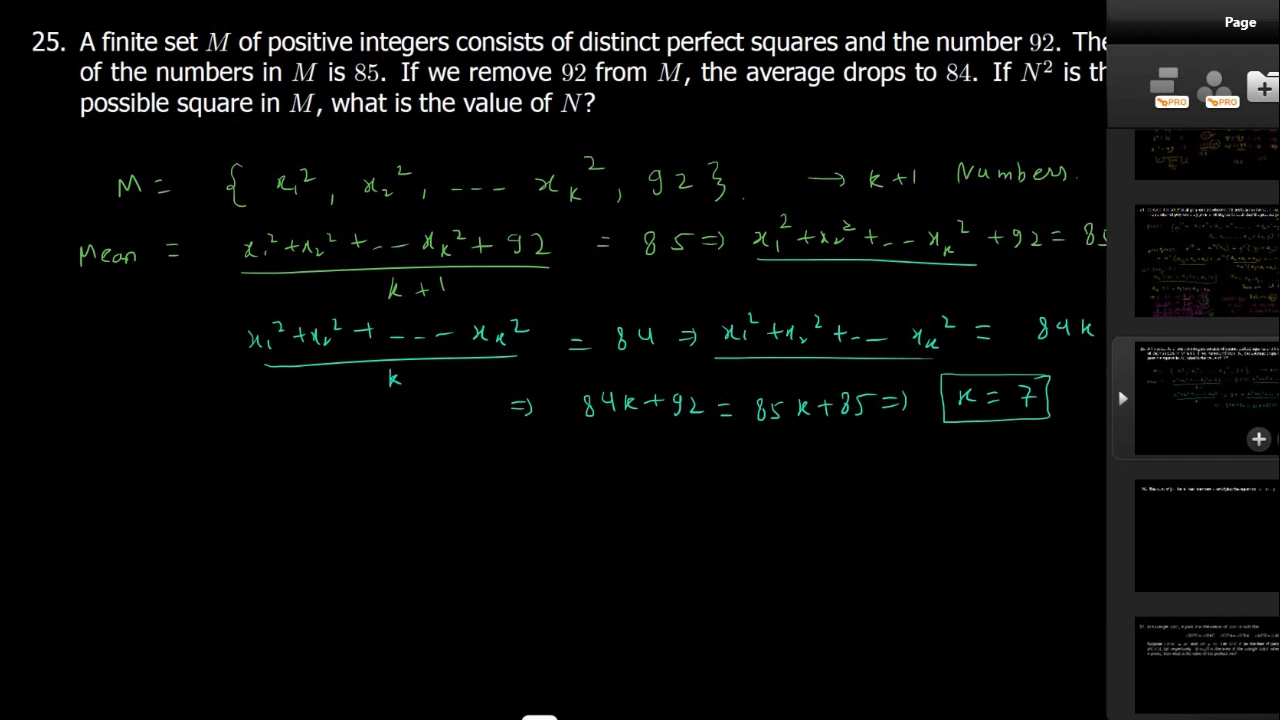 Page
25. A finite set M of positive integers consists of distinct perfect squares and the number 92. The
of the numbers in M is 85. If we remove 92 from M, the average drops to 84. If N² is th
possible square in M, what is the value of N?
PRO PRO
M = { x₁², x₂², ---- x_k², 92}. → k+1 Numbers.
Mean = (x₁²+x₂²+---x_k²+92)/(k+1) = 85 ⇒ x₁²+x₂²+---x_k²+92 = 85
(x₁²+x₂²+----x_k²)/k = 84 ⇒ x₁²+x₂²+---x_k² = 84k
⇒ 84k+92 = 85k+85 ⇒ k = 7